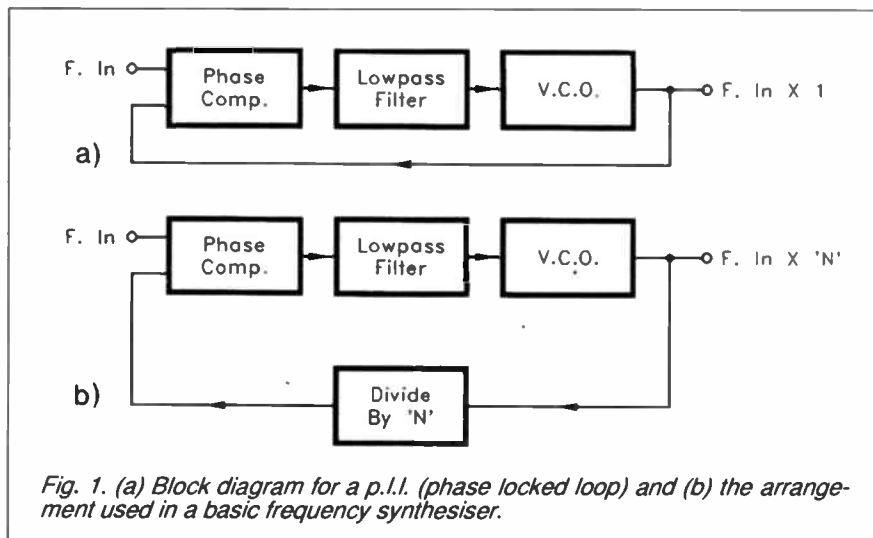 F. In
Phase
Comp.
Lowpass
Filter
V.C.O.
F. In X 1
a)
F. In
Phase
Comp.
Lowpass
Filter
V.C.O.
F. In X 'N'
b)
Divide
By 'N'
Fig. 1. (a) Block diagram for a p.l.l. (phase locked loop) and (b) the arrange-
ment used in a basic frequency synthesiser.